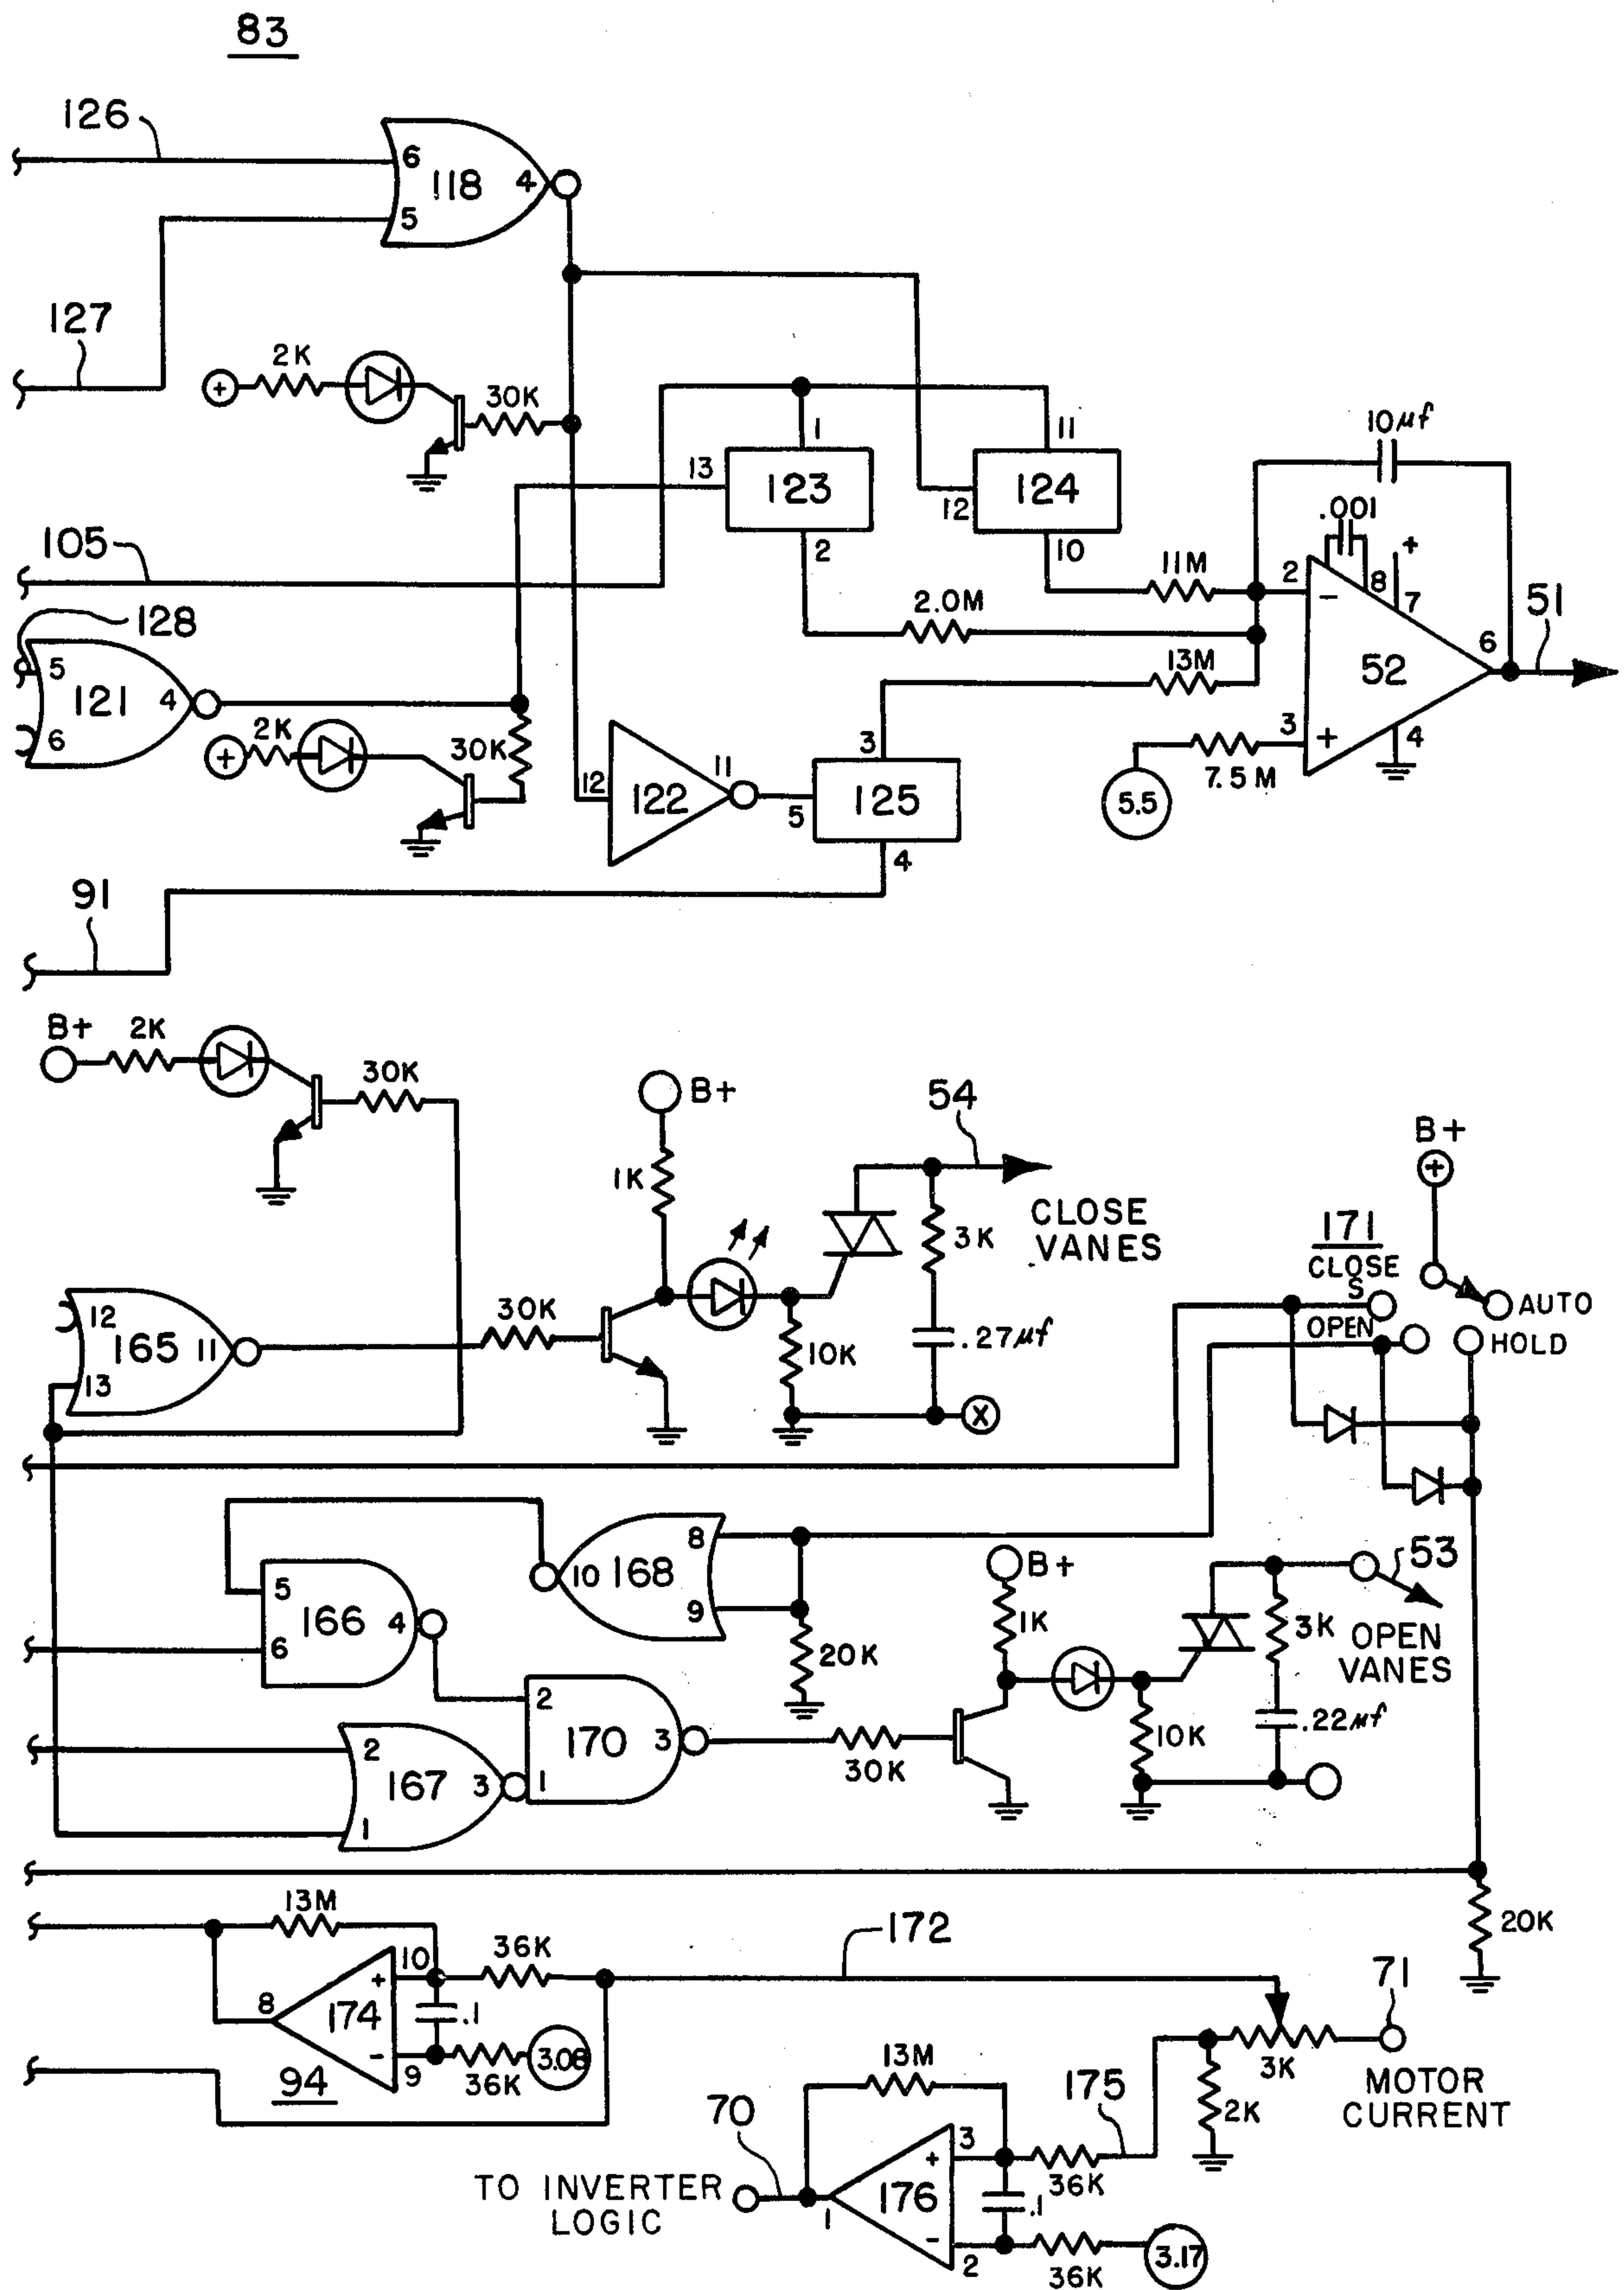 83
126
6
118
4
5
127
2K
30K
10µf
1
11
13
123
124
12
.001
105
2
10
+
11M
2
8
−
7
128
2.0M
51
5
6
121
4
13M
52
6
2K
30K
3
3
+
4
11
7.5M
12
122
5
125
5.5
4
91
B+
2K
30K
B+
54
B+
1K
CLOSE
VANES
3K
171
CLOSE
S
AUTO
12
165
11
30K
.27µf
OPEN
HOLD
10K
13
X
8
10
168
B+
53
5
166
4
9
1K
3K
OPEN
VANES
6
20K
2
170
3
10K
.22µf
2
30K
167
3
1
1
13M
172
20K
10
36K
+
71
8
174
.1
−
3.08
9
36K
3K
94
13M
175
MOTOR
CURRENT
70
2K
3
+
36K
TO INVERTER
LOGIC
176
.1
1
−
2
36K
3.17